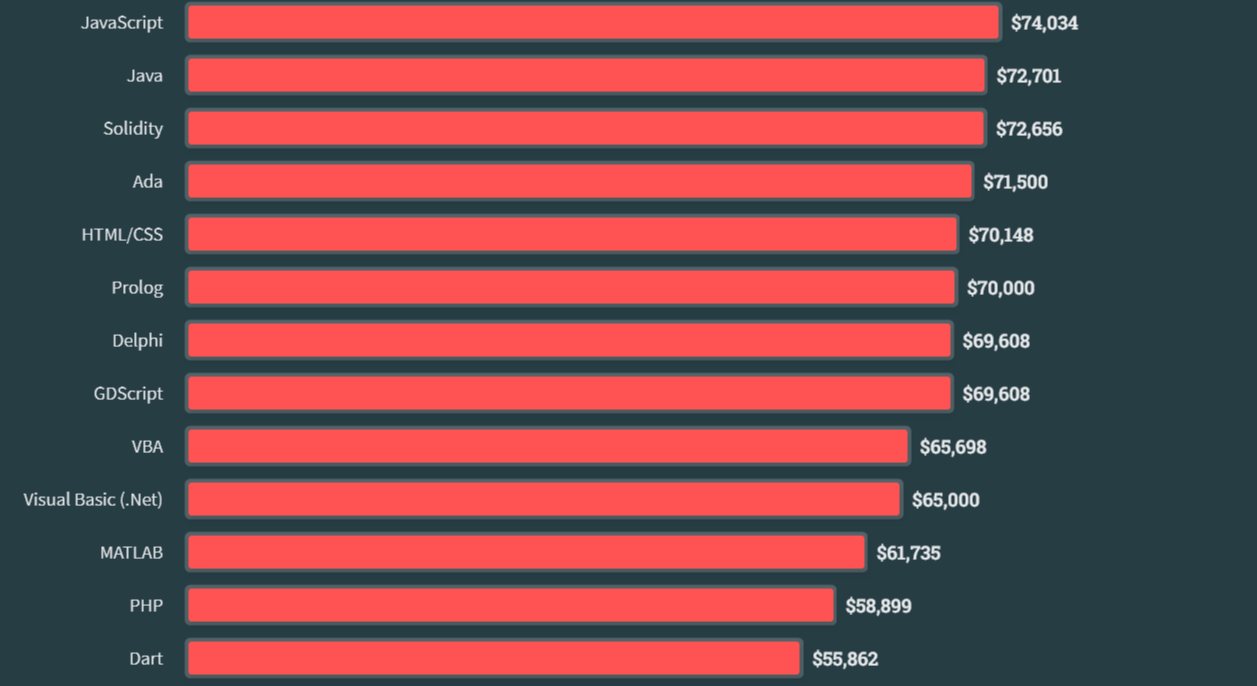 JavaScript $74,034
Java $72,701
Solidity $72,656
Ada $71,500
HTML/CSS $70,148
Prolog $70,000
Delphi $69,608
GDScript $69,608
VBA $65,698
Visual Basic (.Net) $65,000
MATLAB $61,735
PHP $58,899
Dart $55,862